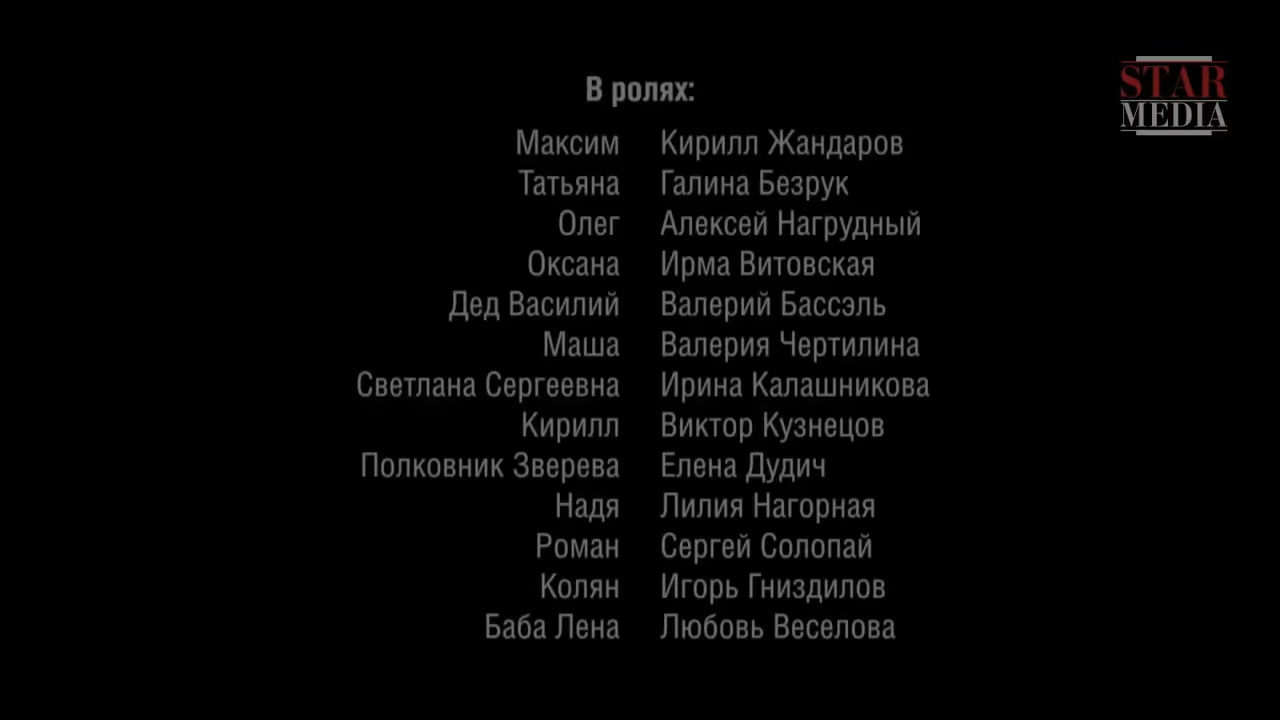 В ролях:
STAR
MEDIA
Максим Кирилл Жандаров
Татьяна Галина Безрук
Олег Алексей Нагрудный
Оксана Ирма Витовская
Дед Василий Валерий Бассэль
Маша Валерия Чертилина
Светлана Сергеевна Ирина Калашникова
Кирилл Виктор Кузнецов
Полковник Зверева Елена Дудич
Надя Лилия Нагорная
Роман Сергей Солопай
Колян Игорь Гниздилов
Баба Лена Любовь Веселова